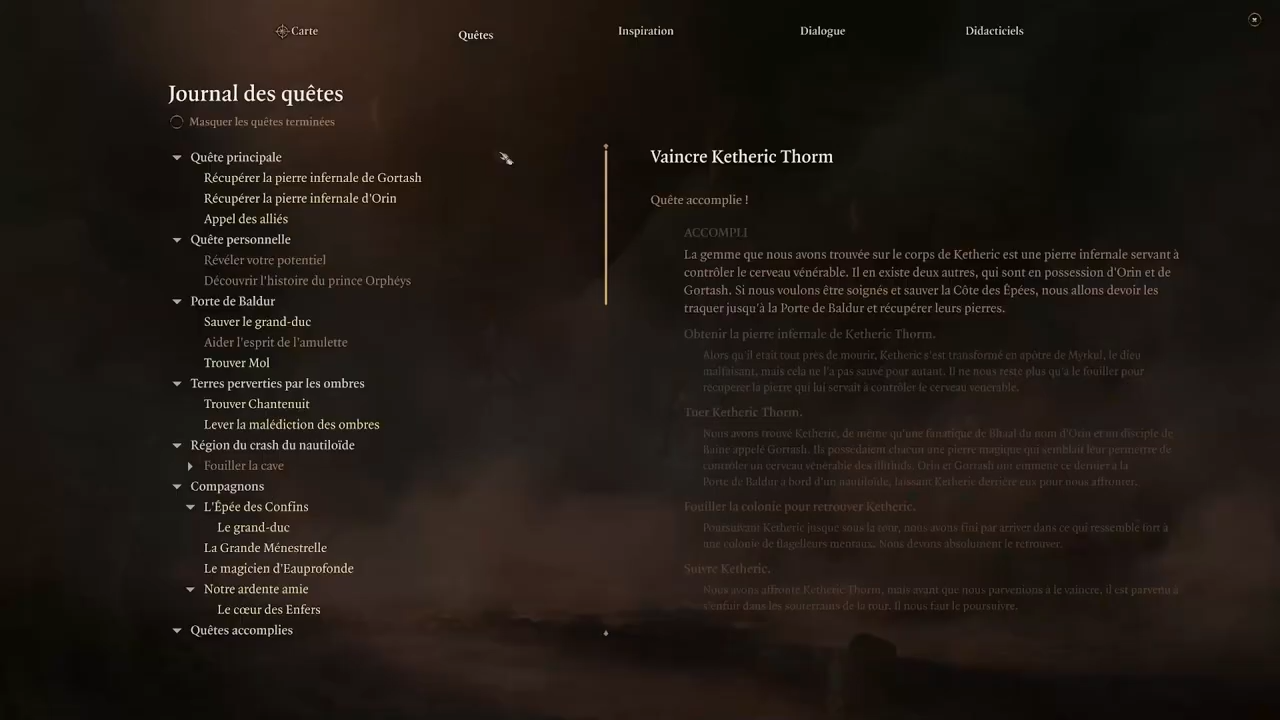 Carte
Quêtes
Inspiration
Dialogue
Didacticiels
Journal des quêtes
Masquer les quêtes terminées
Quête principale
Récupérer la pierre infernale de Gortash
Récupérer la pierre infernale d'Orin
Appel des alliés
Quête personnelle
Révéler votre potentiel
Découvrir l'histoire du prince Orphéys
Porte de Baldur
Sauver le grand-duc
Aider l'esprit de l'amulette
Trouver Mol
Terres perverties par les ombres
Trouver Chantenuit
Lever la malédiction des ombres
Région du crash du nautiloïde
Fouiller la cave
Compagnons
L'Épée des Confins
Le grand-duc
La Grande Ménestrelle
Le magicien d'Eauprofonde
Notre ardente amie
Le cœur des Enfers
Quêtes accomplies
Vaincre Ketheric Thorm
Quête accomplie !
ACCOMPLI
La gemme que nous avons trouvée sur le corps de Ketheric est une pierre infernale servant à
contrôler le cerveau vénérable. Il en existe deux autres, qui sont en possession d'Orin et de
Gortash. Si nous voulons être soignés et sauver la Côte des Épées, nous allons devoir les
traquer jusqu'à la Porte de Baldur et récupérer leurs pierres.
Obtenir la pierre infernale de Ketheric Thorm.
Alors qu'il était tout près de mourir, Ketheric s'est transformé en apôtre de Myrkul, le dieu
malfaisant, mais cela ne l'a pas sauvé pour autant. Il ne nous reste plus qu'à le fouiller pour
récupérer la pierre qui lui servait à contrôler le cerveau vénérable.
Tuer Ketheric Thorm.
Nous avons trouvé Ketheric, de même qu'une fanatique de Bhaal du nom d'Orin et un disciple de
Baine appelé Gortash. Ils possédaient chacun une pierre magique qui semblait leur permettre de
contrôler un cerveau vénérable des illithids. Orin et Gortash ont emmené ce dernier à la
Porte de Baldur à bord d'un nautiloïde, laissant Ketheric derrière eux pour nous affronter.
Fouiller la colonie pour retrouver Ketheric.
Poursuivant Ketheric jusque sous la tour, nous avons fini par arriver dans ce qui ressemble fort à
une colonie de flagelleurs mentaux. Nous devons absolument le retrouver.
Suivre Ketheric.
Nous avons affronté Ketheric Thorm, mais avant que nous parvenions à le vaincre, il est parvenu à
s'enfuir dans les souterrains de la tour. Il nous faut le poursuivre.